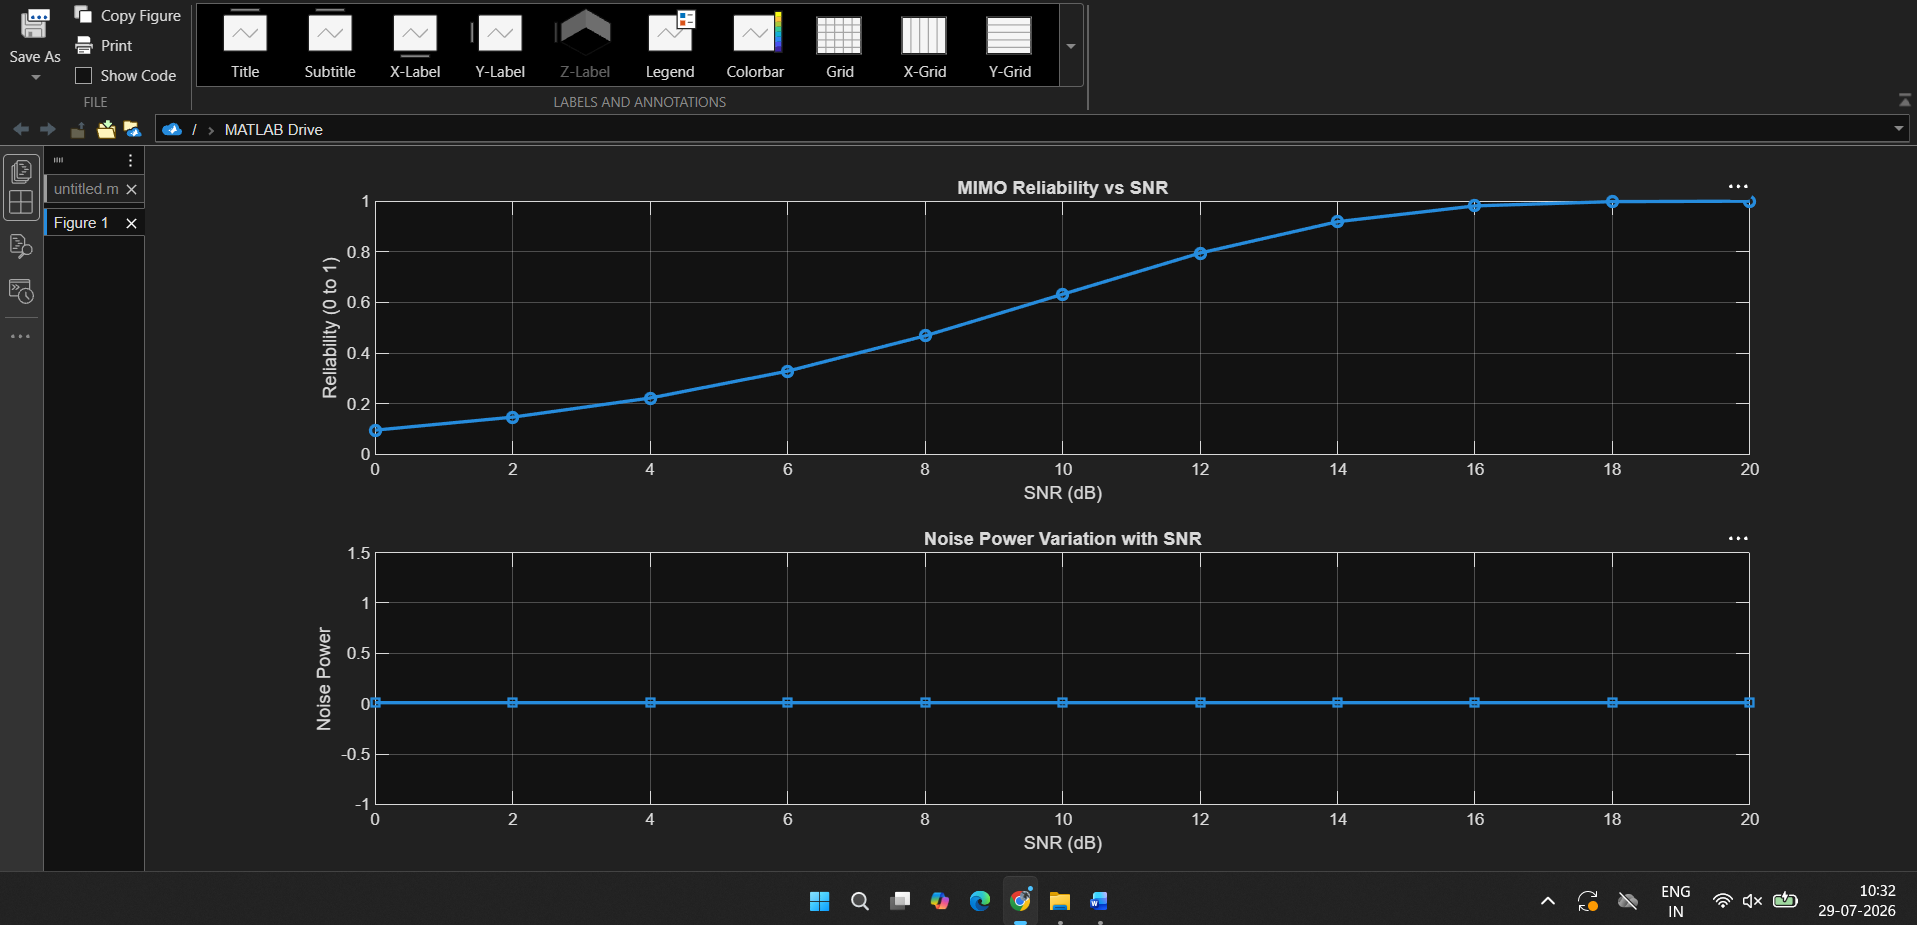 Save As
Copy Figure
Print
Show Code
FILE
Title
Subtitle
X-Label
Y-Label
Z-Label
Legend
Colorbar
Grid
X-Grid
Y-Grid
LABELS AND ANNOTATIONS
/ > MATLAB Drive
untitled.m
Figure 1
MIMO Reliability vs SNR
Reliability (0 to 1)
1
0.8
0.6
0.4
0.2
0
0 2 4 6 8 10 12 14 16 18 20
SNR (dB)
Noise Power Variation with SNR
Noise Power
1.5
1
0.5
0
-0.5
-1
0 2 4 6 8 10 12 14 16 18 20
SNR (dB)
ENG
IN
10:32
29-07-2026